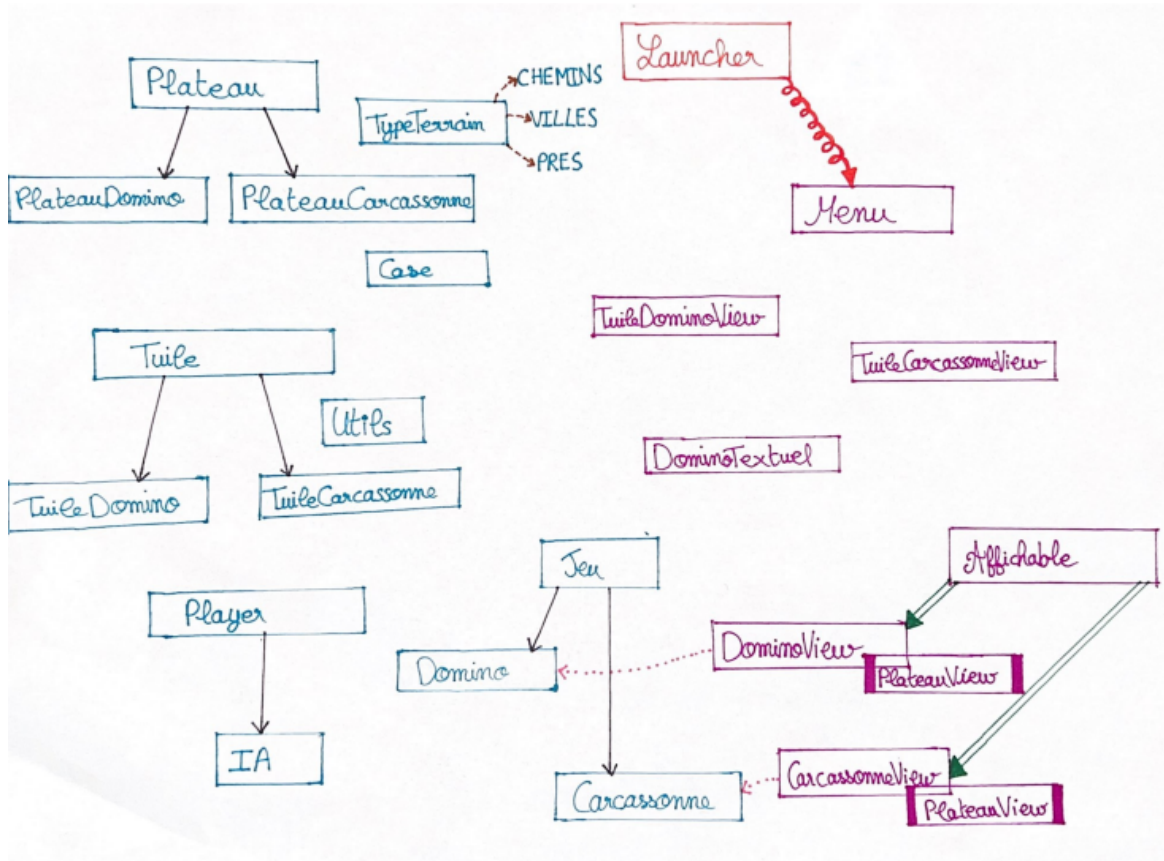 Launcher
Plateau
CHEMINS
TypeTerrain
VILLES
PRES
PlateauDomino
PlateauCarcassonne
Menu
Case
TuileDominoView
Tuile
TuileCarcassonneView
Utils
DominoTextuel
TuileDomino
TuileCarcassonne
Jeu
Affichable
Player
DominoView
Domino
PlateauView
IA
CarcassonneView
Carcassonne
PlateauView